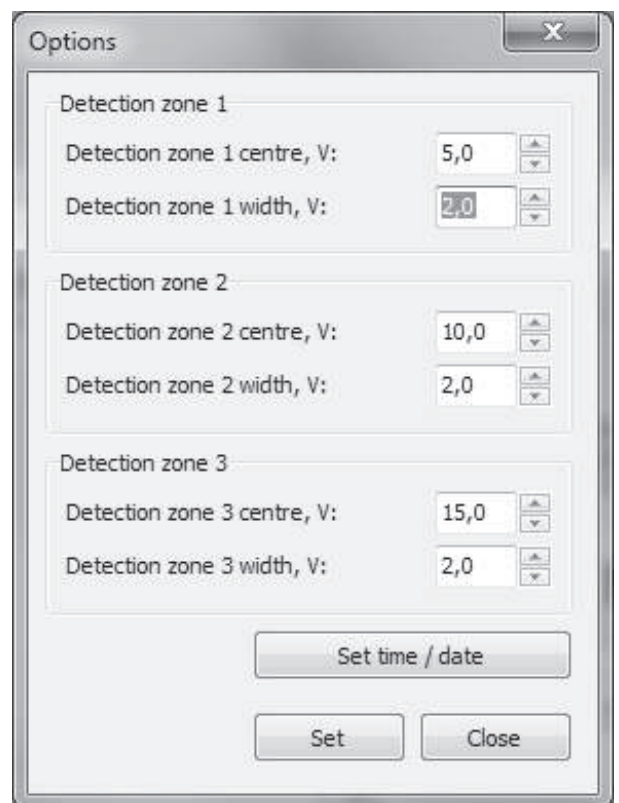 Options
Detection zone 1
Detection zone 1 centre, V: 5,0
Detection zone 1 width, V: 2,0
Detection zone 2
Detection zone 2 centre, V: 10,0
Detection zone 2 width, V: 2,0
Detection zone 3
Detection zone 3 centre, V: 15,0
Detection zone 3 width, V: 2,0
Set time / date
Set Close